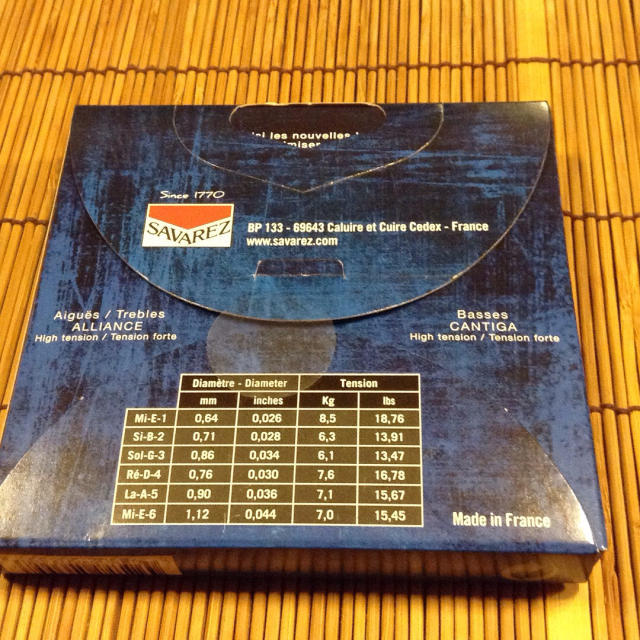 ici les nouvelles
Since 1770
SAVAREZ
BP 133 - 69643 Caluire et Cuire Cedex - France
www.savarez.com
Aiguës / Trebles
ALLIANCE
High tension / Tension forte
Basses
CANTIGA
High tension / Tension forte
Diamètre - Diameter Tension
mm inches Kg lbs
Mi-E-1 0,64 0,026 8,5 18,76
Si-B-2 0,71 0,028 6,3 13,91
Sol-G-3 0,86 0,034 6,1 13,47
Ré-D-4 0,76 0,030 7,6 16,78
La-A-5 0,90 0,036 7,1 15,67
Mi-E-6 1,12 0,044 7,0 15,45
Made in France